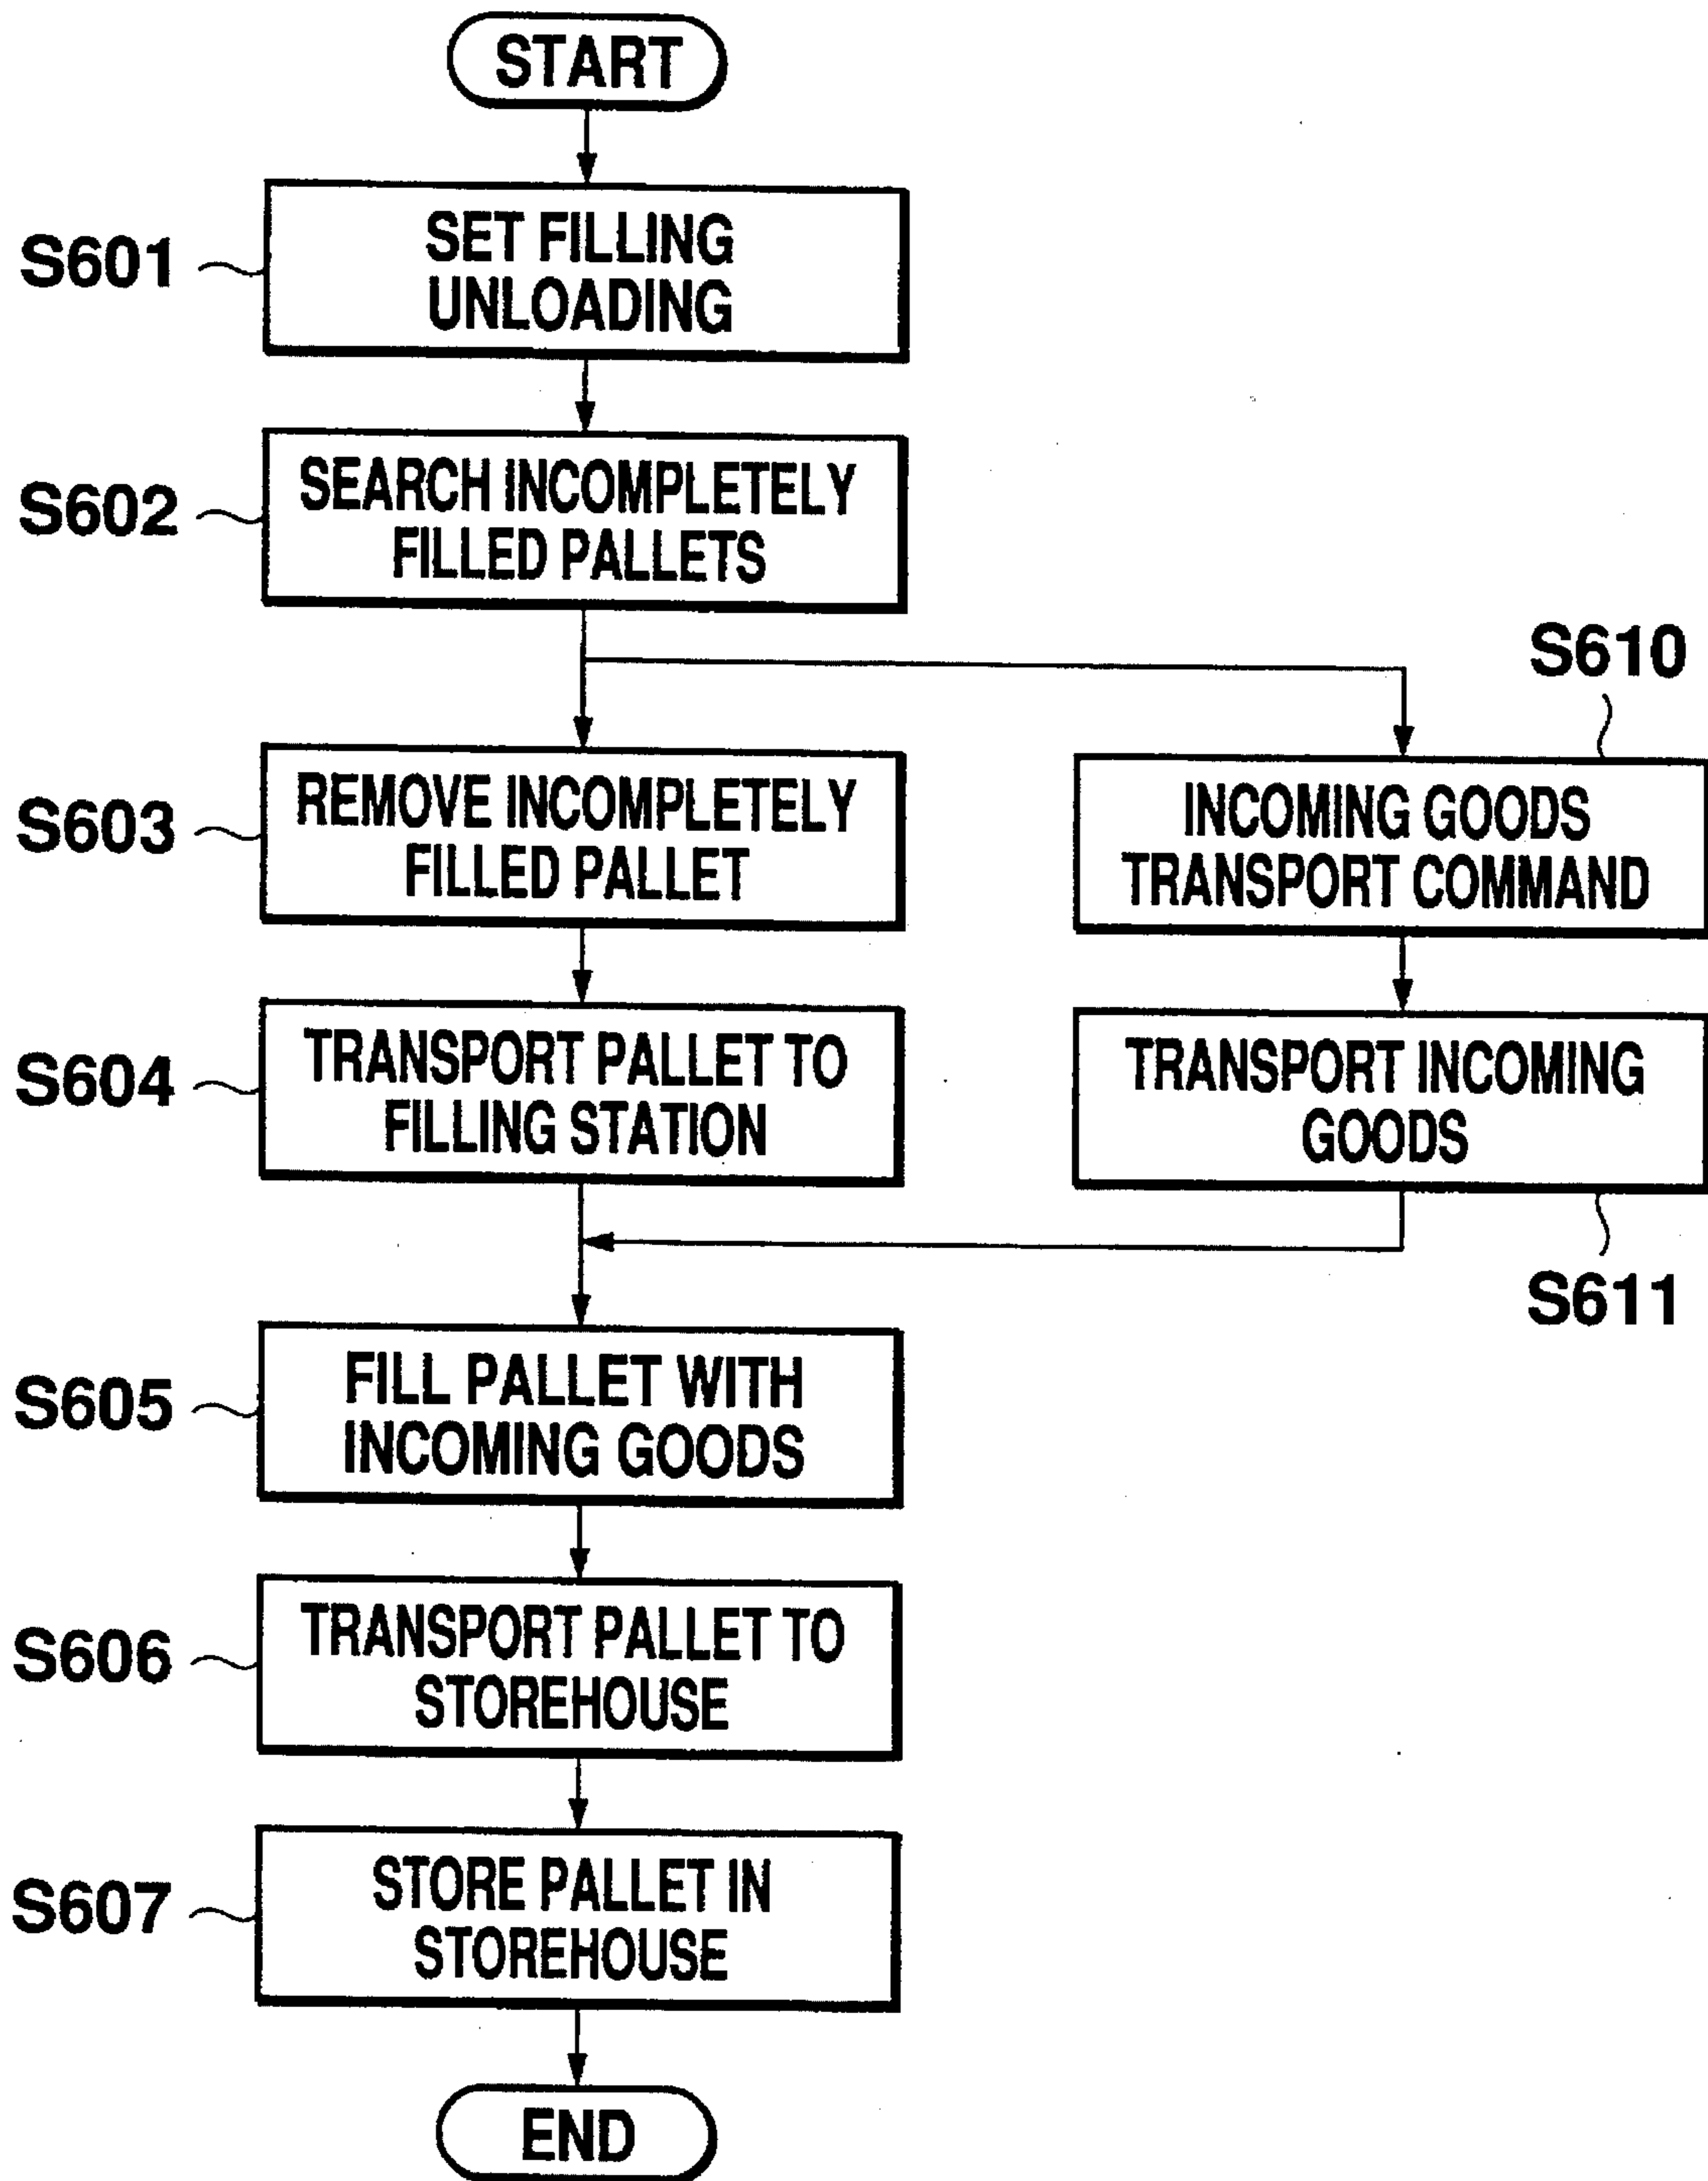 START
S601
SET FILLING
UNLOADING
S602
SEARCH INCOMPLETELY
FILLED PALLETS
S603
REMOVE INCOMPLETELY
FILLED PALLET
S610
INCOMING GOODS
TRANSPORT COMMAND
S604
TRANSPORT PALLET TO
FILLING STATION
TRANSPORT INCOMING
GOODS
S611
S605
FILL PALLET WITH
INCOMING GOODS
S606
TRANSPORT PALLET TO
STOREHOUSE
S607
STORE PALLET IN
STOREHOUSE
END